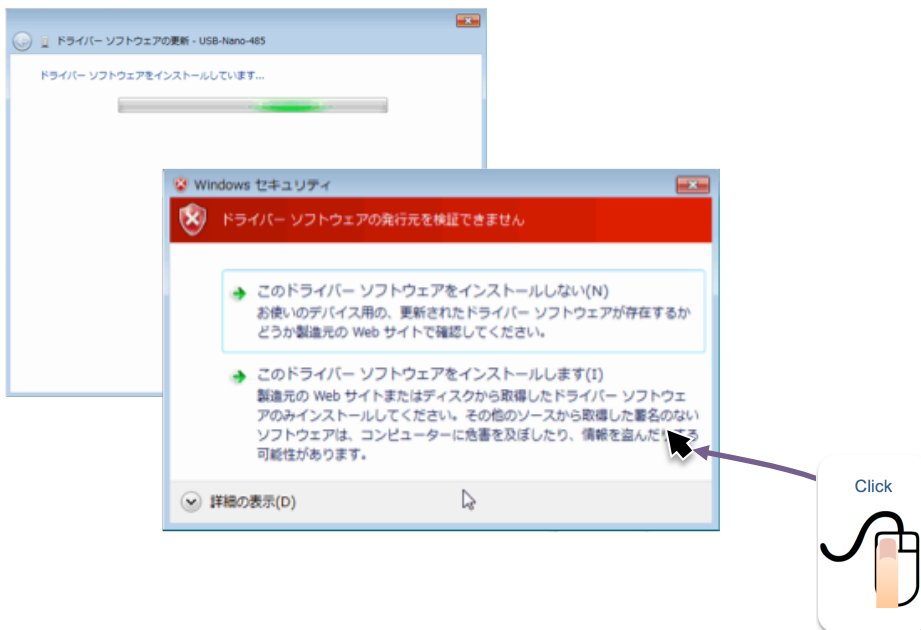 ドライバー ソフトウェアの更新 - USB-Nano-485
ドライバー ソフトウェアをインストールしています...
Windows セキュリティ
ドライバー ソフトウェアの発行元を検証できません
このドライバー ソフトウェアをインストールしない(N)
お使いのデバイス用の、更新されたドライバー ソフトウェアが存在するか
どうか製造元の Web サイトで確認してください。
このドライバー ソフトウェアをインストールします(I)
製造元の Web サイトまたはディスクから取得したドライバー ソフトウェ
アのみインストールしてください。その他のソースから取得した署名のない
ソフトウェアは、コンピューターに危害を及ぼしたり、情報を盗んだりする
可能性があります。
詳細の表示(D)
Click